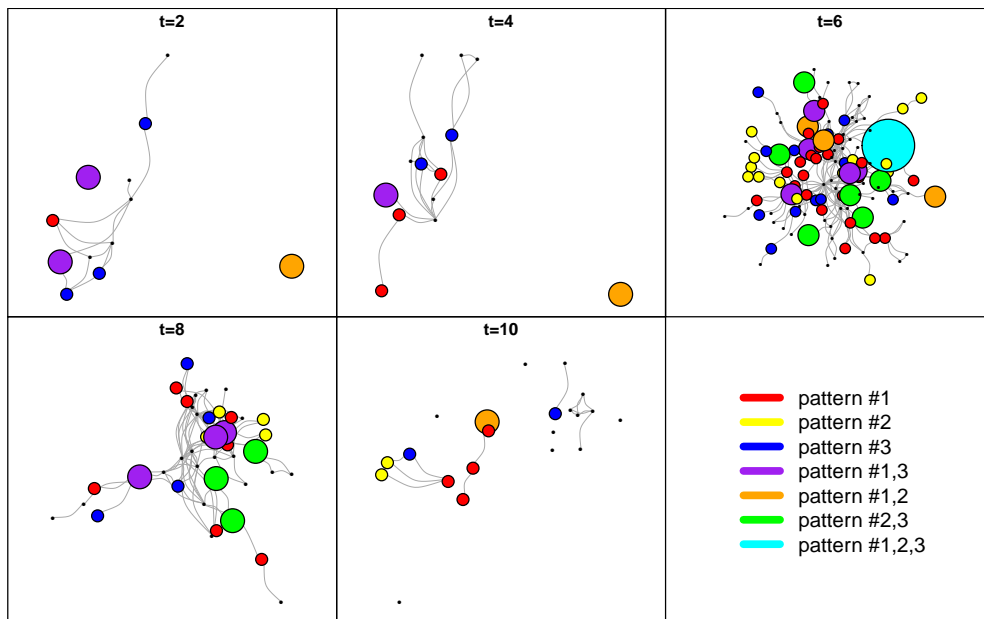 t=2
t=4
t=6
t=8
t=10
pattern #1
pattern #2
pattern #3
pattern #1,3
pattern #1,2
pattern #2,3
pattern #1,2,3